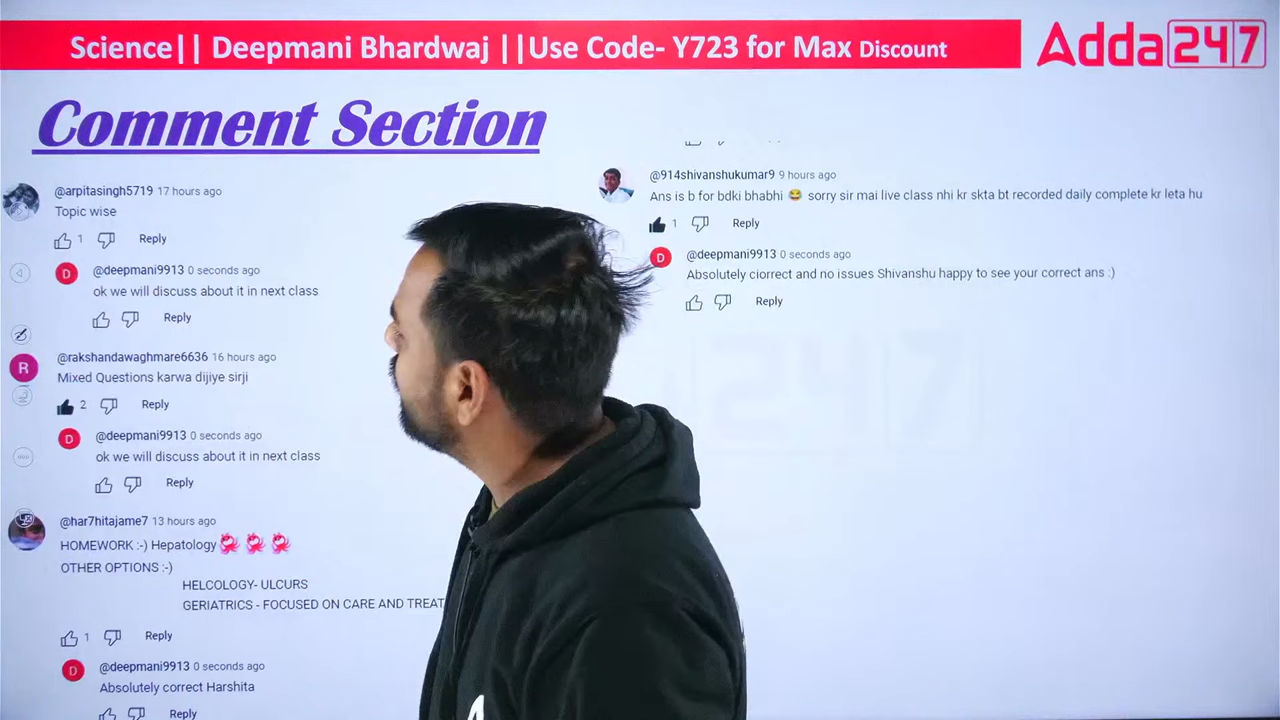 Science|| Deepmani Bhardwaj ||Use Code- Y723 for Max Discount
Adda247
Comment Section
@arpitasingh5719 17 hours ago
Topic wise
1 Reply
D
@deepmani9913 0 seconds ago
ok we will discuss about it in next class
Reply
R
@rakshandawaghmare6636 16 hours ago
Mixed Questions karwa dijiye sirji
2 Reply
D
@deepmani9913 0 seconds ago
ok we will discuss about it in next class
Reply
@har7hitajame7 13 hours ago
HOMEWORK :-) Hepatology
OTHER OPTIONS :-)
HELCOLOGY- ULCURS
GERIATRICS - FOCUSED ON CARE AND TREAT
1 Reply
D
@deepmani9913 0 seconds ago
Absolutely correct Harshita
Reply
@914shivanshukumar9 9 hours ago
Ans is b for bdki bhabhi 😂 sorry sir mai live class nhi kr skta bt recorded daily complete kr leta hu
1 Reply
D
@deepmani9913 0 seconds ago
Absolutely ciorrect and no issues Shivanshu happy to see your correct ans :)
Reply
247